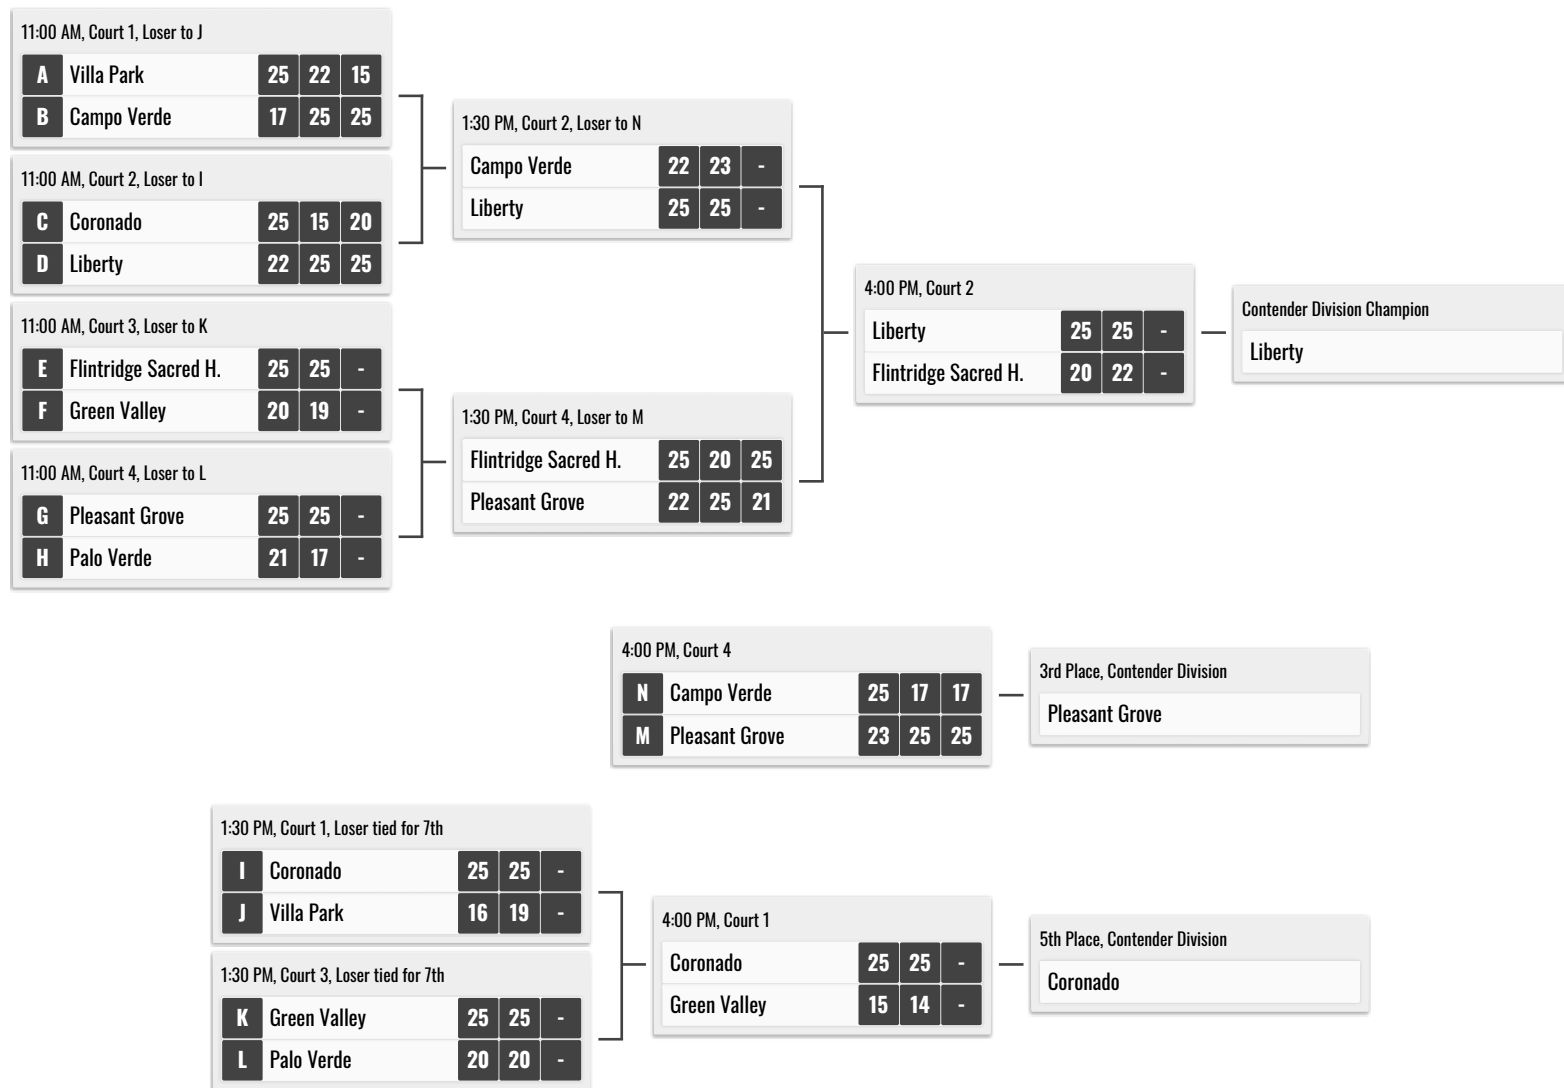 11:00 AM, Court 1, Loser to J
A Villa Park 25 22 15
B Campo Verde 17 25 25
11:00 AM, Court 2, Loser to I
C Coronado 25 15 20
D Liberty 22 25 25
11:00 AM, Court 3, Loser to K
E Flintridge Sacred H. 25 25 -
F Green Valley 20 19 -
11:00 AM, Court 4, Loser to L
G Pleasant Grove 25 25 -
H Palo Verde 21 17 -
1:30 PM, Court 2, Loser to N
Campo Verde 22 23 -
Liberty 25 25 -
1:30 PM, Court 4, Loser to M
Flintridge Sacred H. 25 20 25
Pleasant Grove 22 25 21
4:00 PM, Court 2
Liberty 25 25 -
Flintridge Sacred H. 20 22 -
Contender Division Champion
Liberty
4:00 PM, Court 4
N Campo Verde 25 17 17
M Pleasant Grove 23 25 25
3rd Place, Contender Division
Pleasant Grove
1:30 PM, Court 1, Loser tied for 7th
I Coronado 25 25 -
J Villa Park 16 19 -
1:30 PM, Court 3, Loser tied for 7th
K Green Valley 25 25 -
L Palo Verde 20 20 -
4:00 PM, Court 1
Coronado 25 25 -
Green Valley 15 14 -
5th Place, Contender Division
Coronado